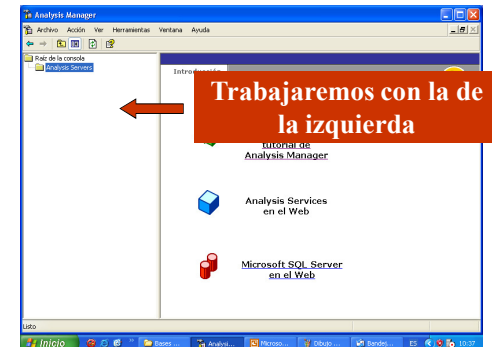 Analysis Manager
Archivo Acción Ver Herramientas Ventana Ayuda
Raíz de la consola
Analysis Servers
Trabajaremos con la de
la izquierda
tutorial de
Analysis Manager
Analysis Services
en el Web
Microsoft SQL Server
en el Web
Listo
Inicio
Bases ...
Analysi...
Microso...
Dibujo ...
Bandej...
ES
10:37